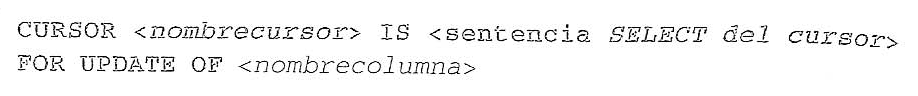 CURSOR <nombrecursor> IS <sentencia SELECT del cursor>
FOR UPDATE OF <nombrecolumna>